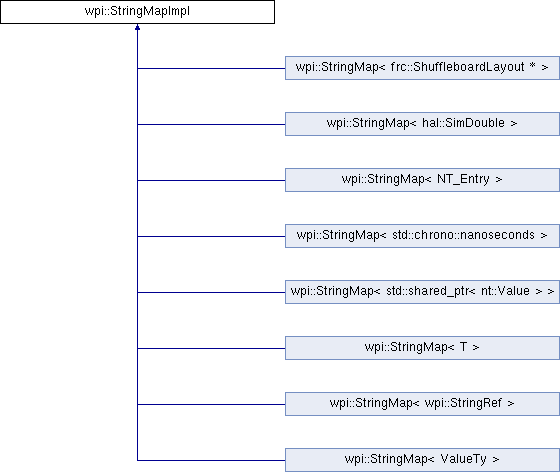 wpi::StringMapImpl
wpi::StringMap< frc::ShuffleboardLayout * >
wpi::StringMap< hal::SimDouble >
wpi::StringMap< NT_Entry >
wpi::StringMap< std::chrono::nanoseconds >
wpi::StringMap< std::shared_ptr< nt::Value > >
wpi::StringMap< T >
wpi::StringMap< wpi::StringRef >
wpi::StringMap< ValueTy >